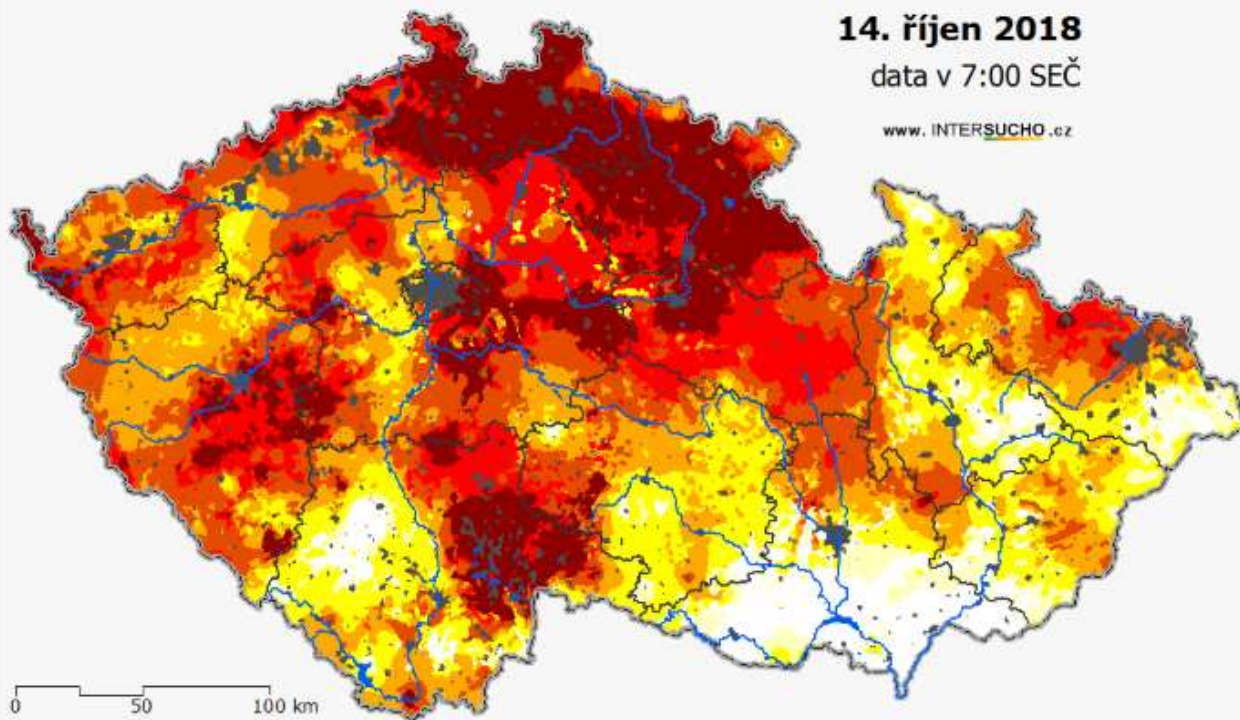 14. říjen 2018
data v 7:00 SEČ
www. INTERSUCHO .cz
0 50 100 km